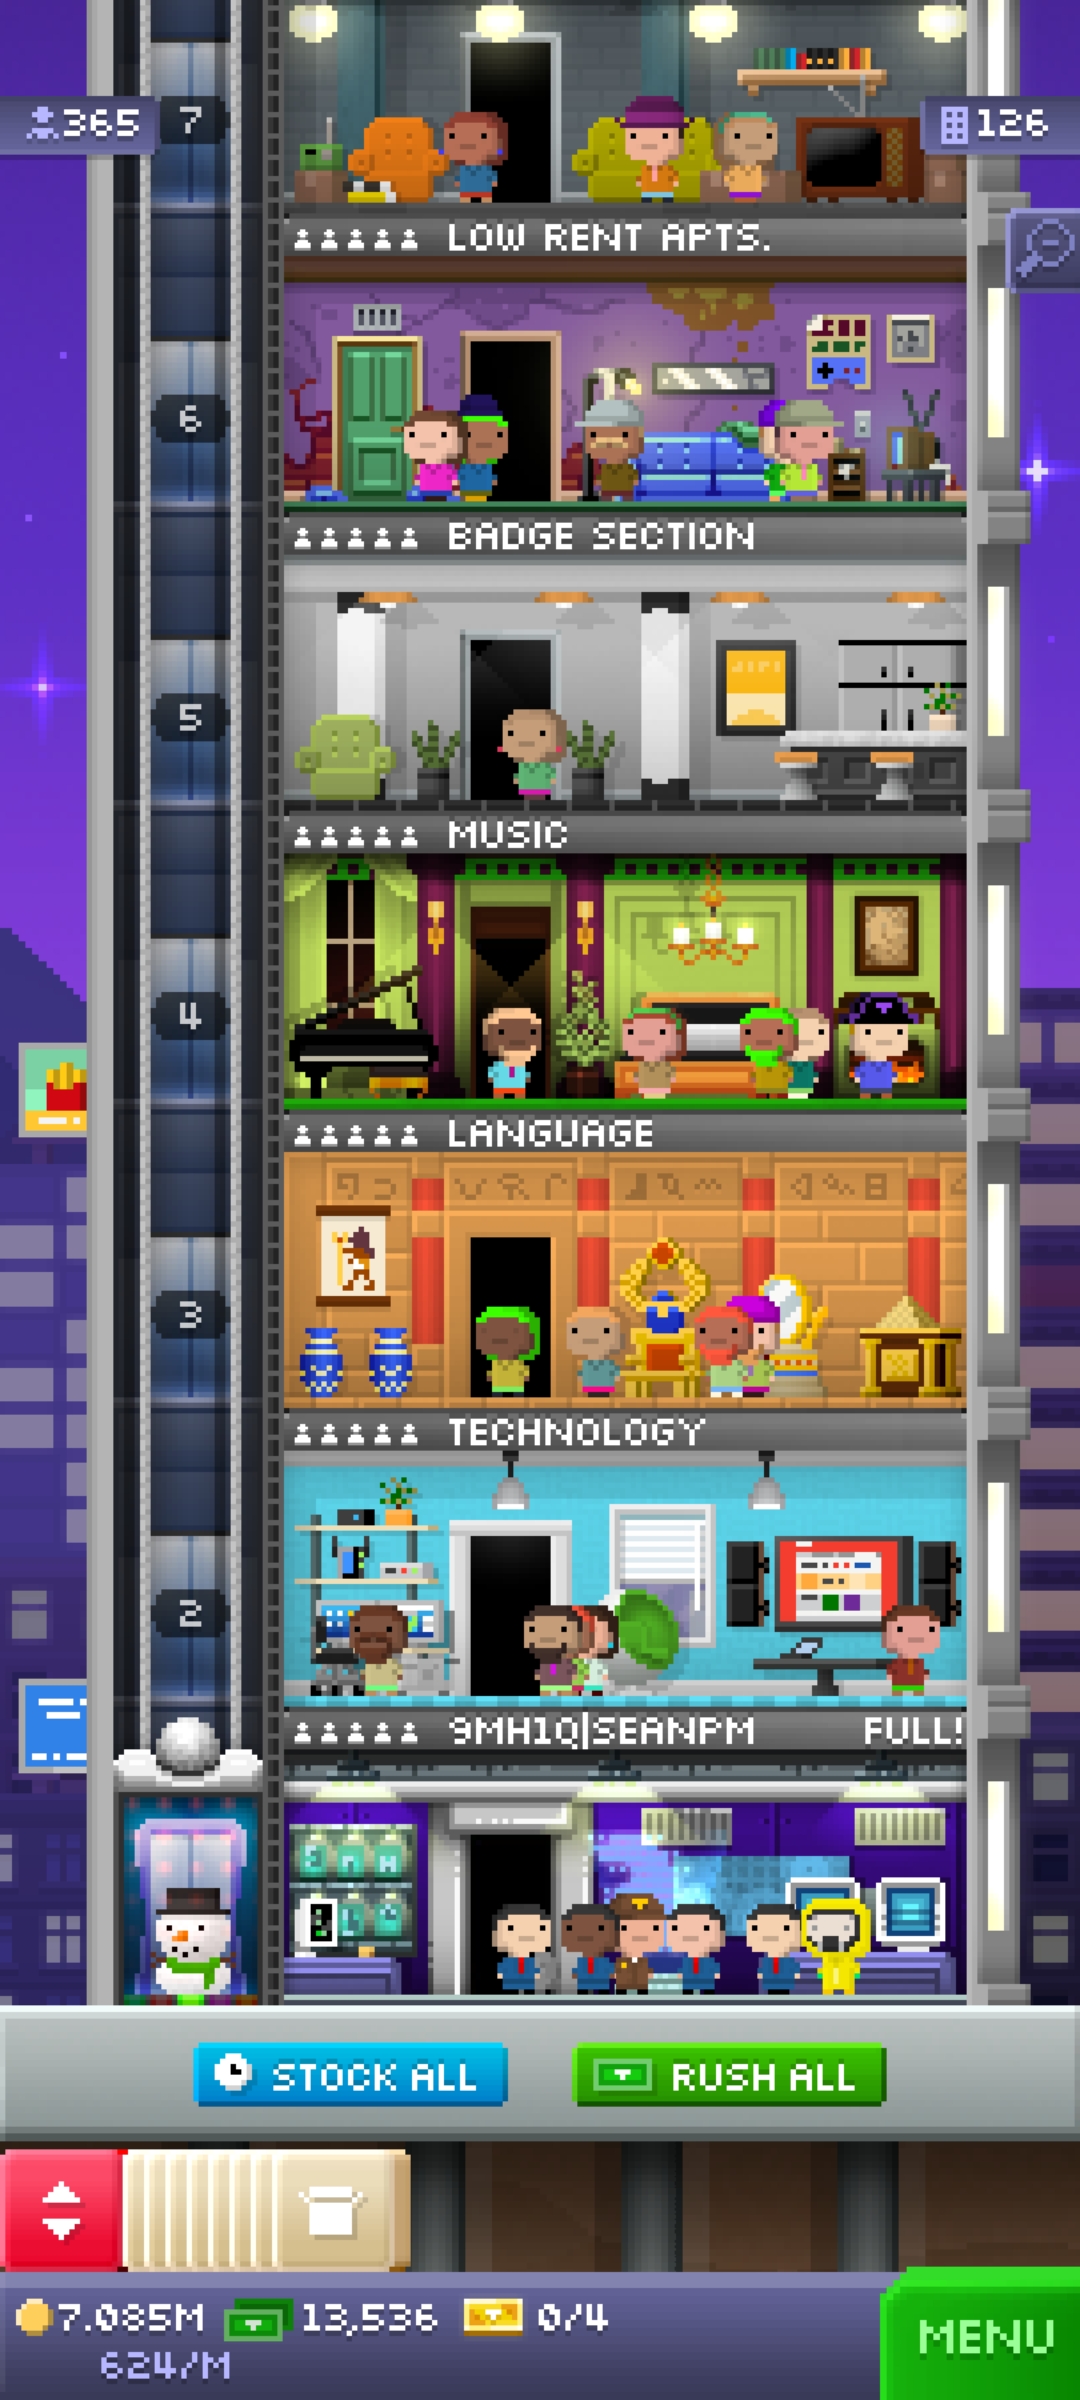 7
365
126
LOW RENT APTS.
6
BADGE SECTION
5
MUSIC
4
LANGUAGE
3
TECHNOLOGY
2
9MH1Q|SEANPM FULL!
STOCK ALL
RUSH ALL
7.085M
13,536
0/4
624/M
MENU